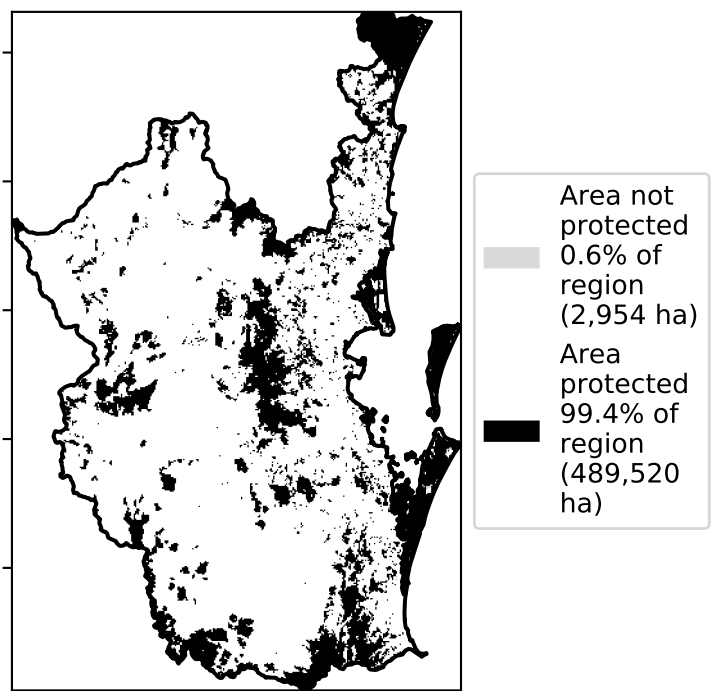 Area not
protected
0.6% of
region
(2,954 ha)
Area
protected
99.4% of
region
(489,520
ha)